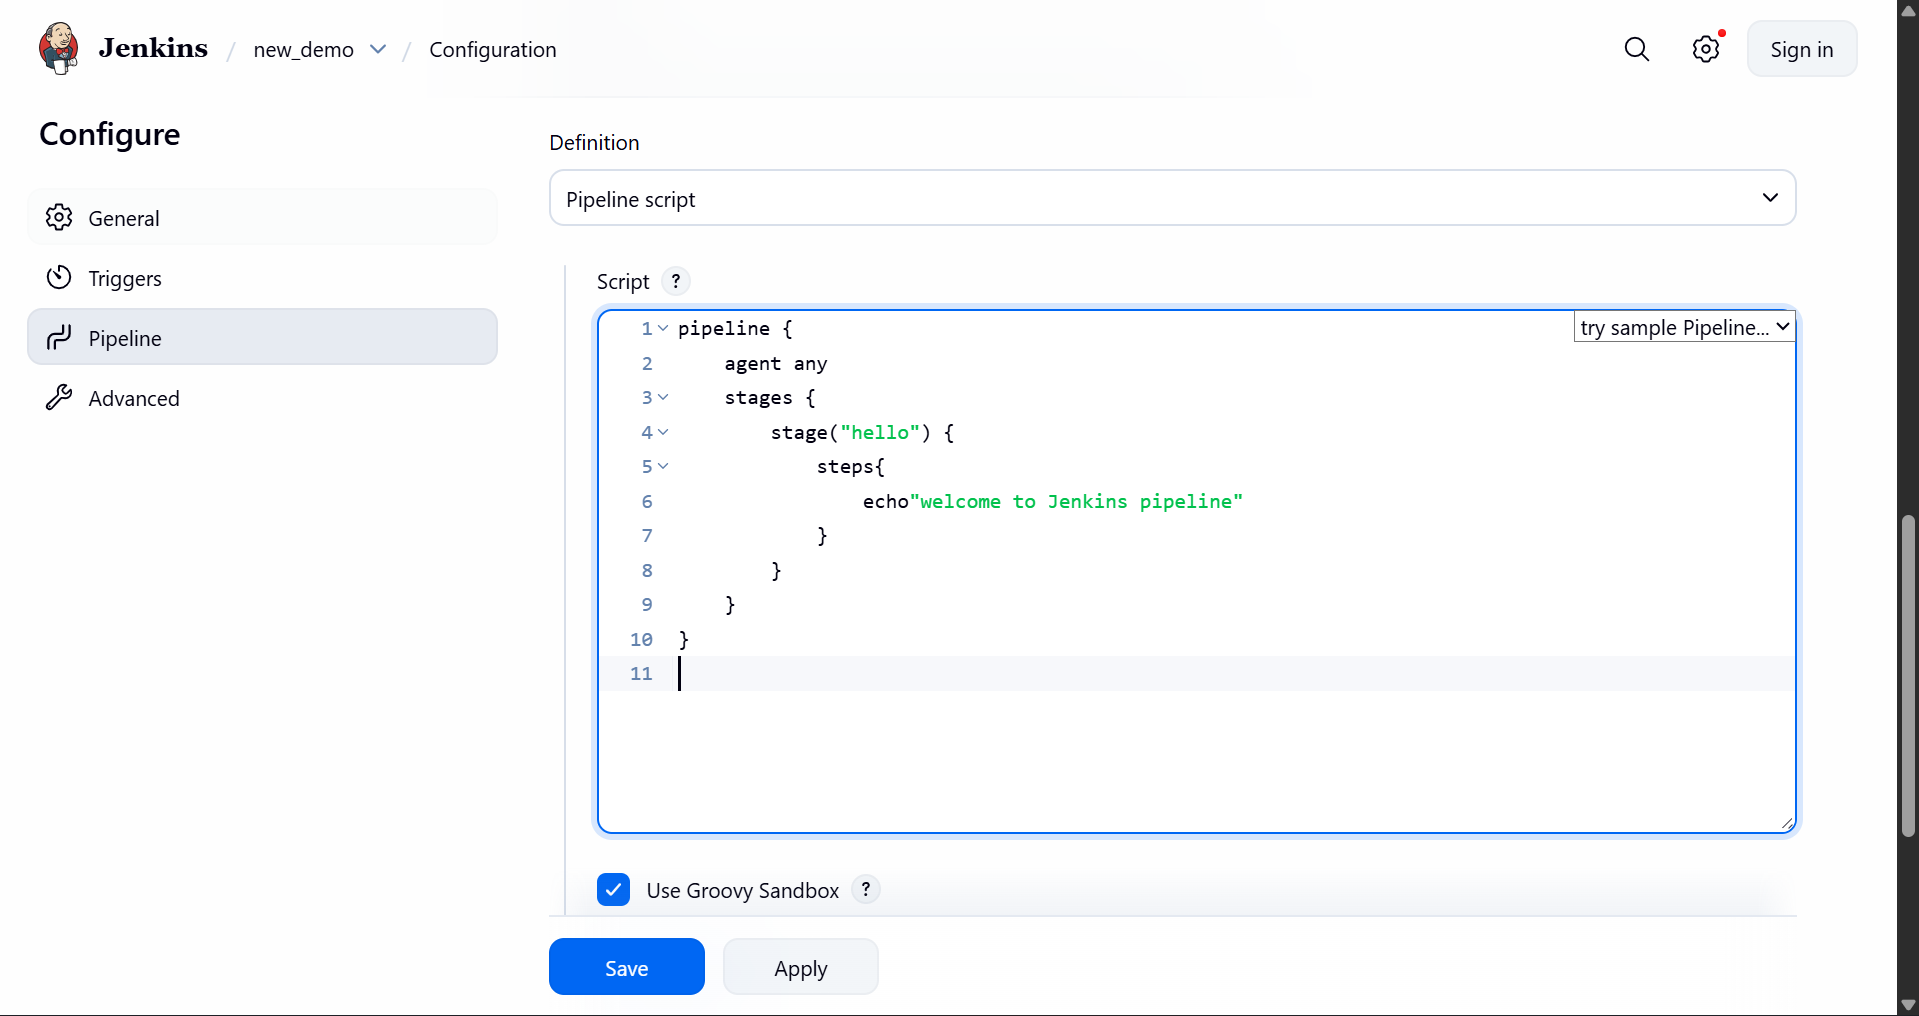 Jenkins / new_demo / Configuration
Sign in
Configure
General
Triggers
Pipeline
Advanced
Definition
Pipeline script
Script ?
try sample Pipeline...
1 pipeline {
2     agent any
3     stages {
4         stage("hello") {
5             steps{
6                 echo"welcome to Jenkins pipeline"
7             }
8         }
9     }
10 }
11
Use Groovy Sandbox ?
Save
Apply